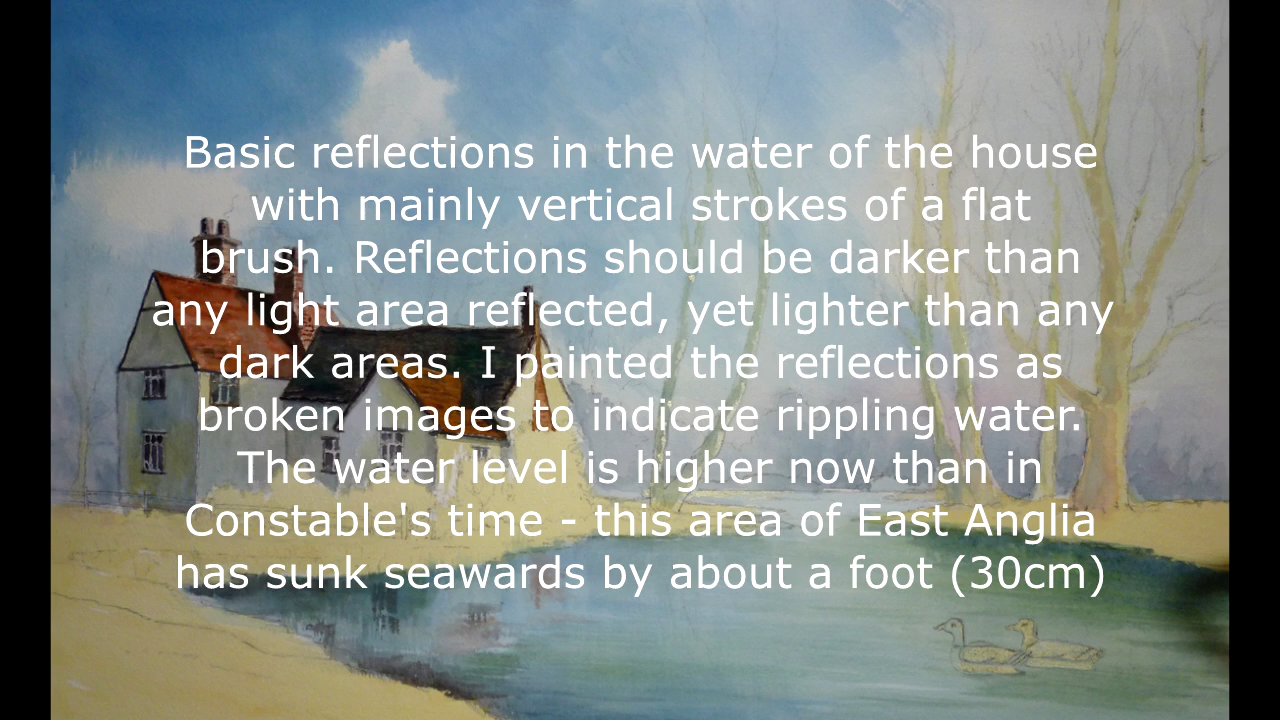 Basic reflections in the water of the house
with mainly vertical strokes of a flat
brush. Reflections should be darker than
any light area reflected, yet lighter than any
dark areas. I painted the reflections as
broken images to indicate rippling water.
The water level is higher now than in
Constable's time - this area of East Anglia
has sunk seawards by about a foot (30cm)